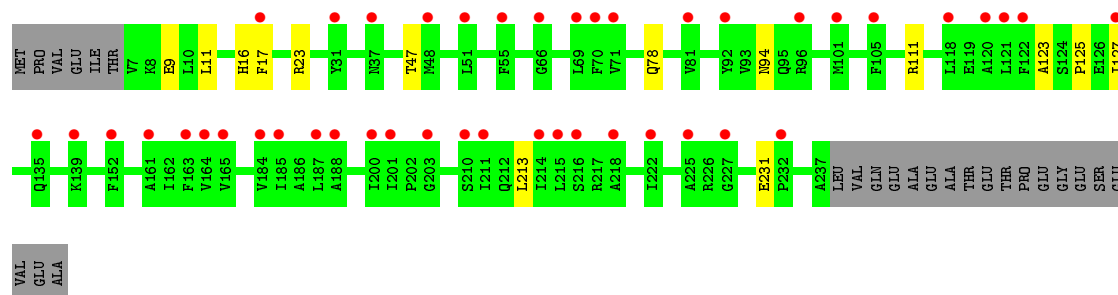 MET PRO VAL GLU ILE THR V7 K8 E9 L10 L11 H16 F17 R23 Y31 N37 T47 M48 L51 F55 G66 L69 F70 V71 Q78 V81 Y92 V93 N94 Q95 R96 M101 F105 R111 L118 E119 A120 L121 F122 A123 S124 P125 E126
Q135 K139 F152 A161 I162 F163 V164 V165 V184 I185 A186 L187 A188 I200 I201 P202 G203 S210 I211 Q212 L213 I214 L215 S216 R217 A218 I222 A225 R226 G227 E231 P232 A237 LEU VAL GLN GLU ALA GLU ALA THR GLU THR PRO GLU GLY GLU SER
VAL GLU ALA